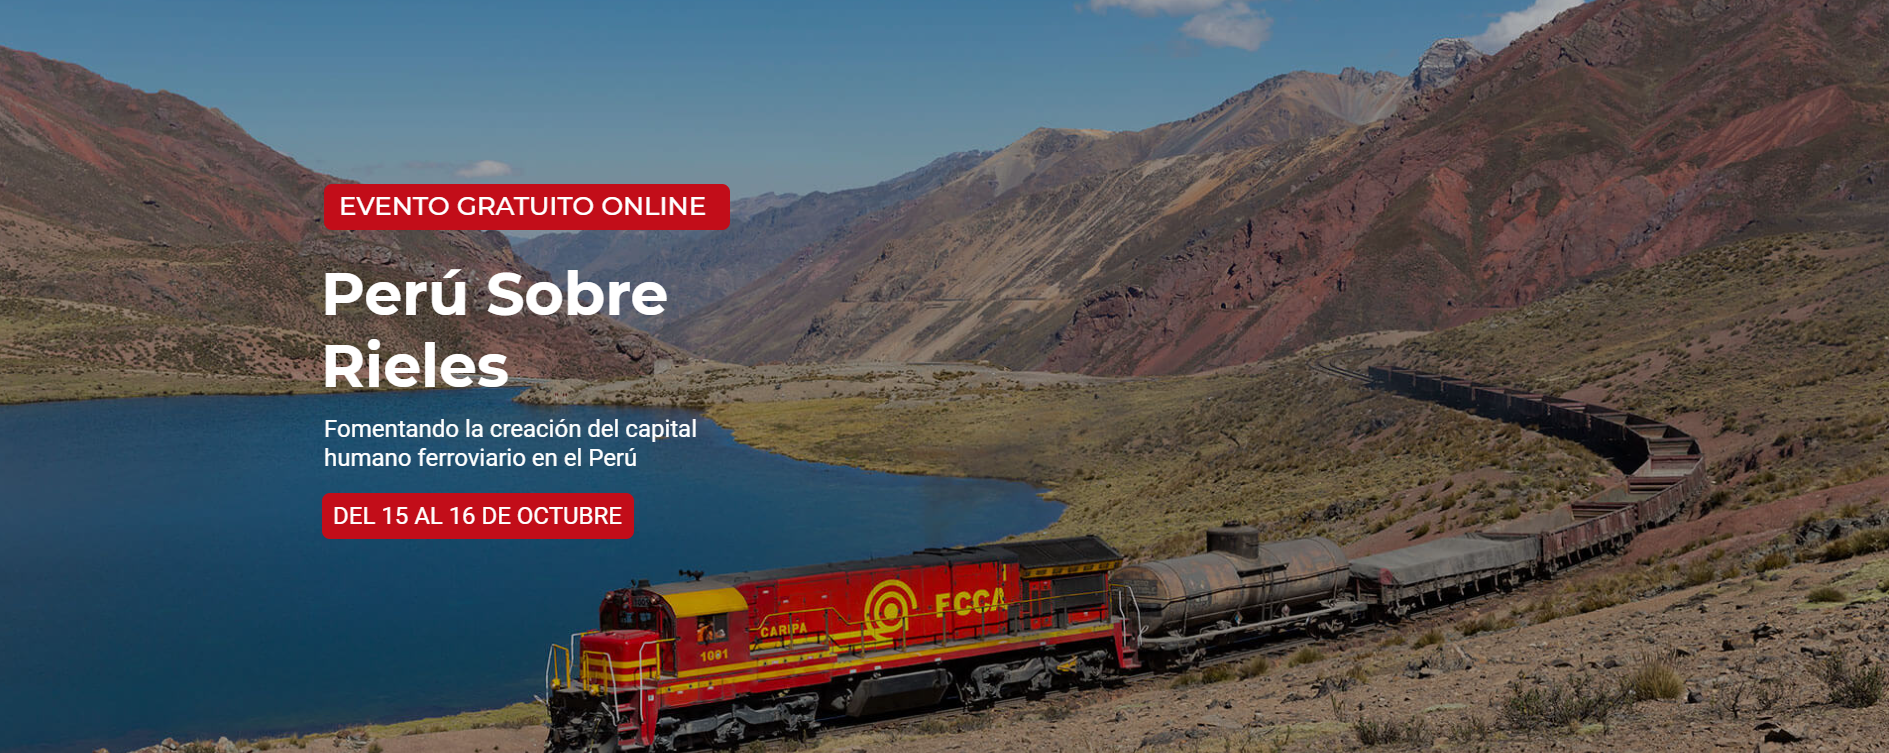 EVENTO GRATUITO ONLINE
Perú Sobre
Rieles
Fomentando la creación del capital
humano ferroviario en el Perú
DEL 15 AL 16 DE OCTUBRE
CARIPA
FCCA
1001